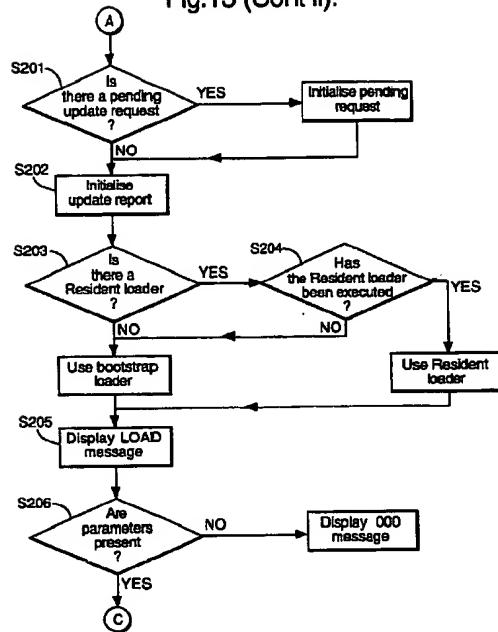 Fig.15 (Cont'd).
A
S201
Is
there a pending
update request
?
YES
Initialise pending
request
NO
S202
Initialise
update report
S203
Is
there a
Resident loader
?
YES
S204
Has
the Resident loader
been executed
?
YES
NO
NO
Use bootstrap
loader
Use Resident
loader
S205
Display LOAD
message
S206
Are
parameters
present
?
NO
Display 000
message
YES
C